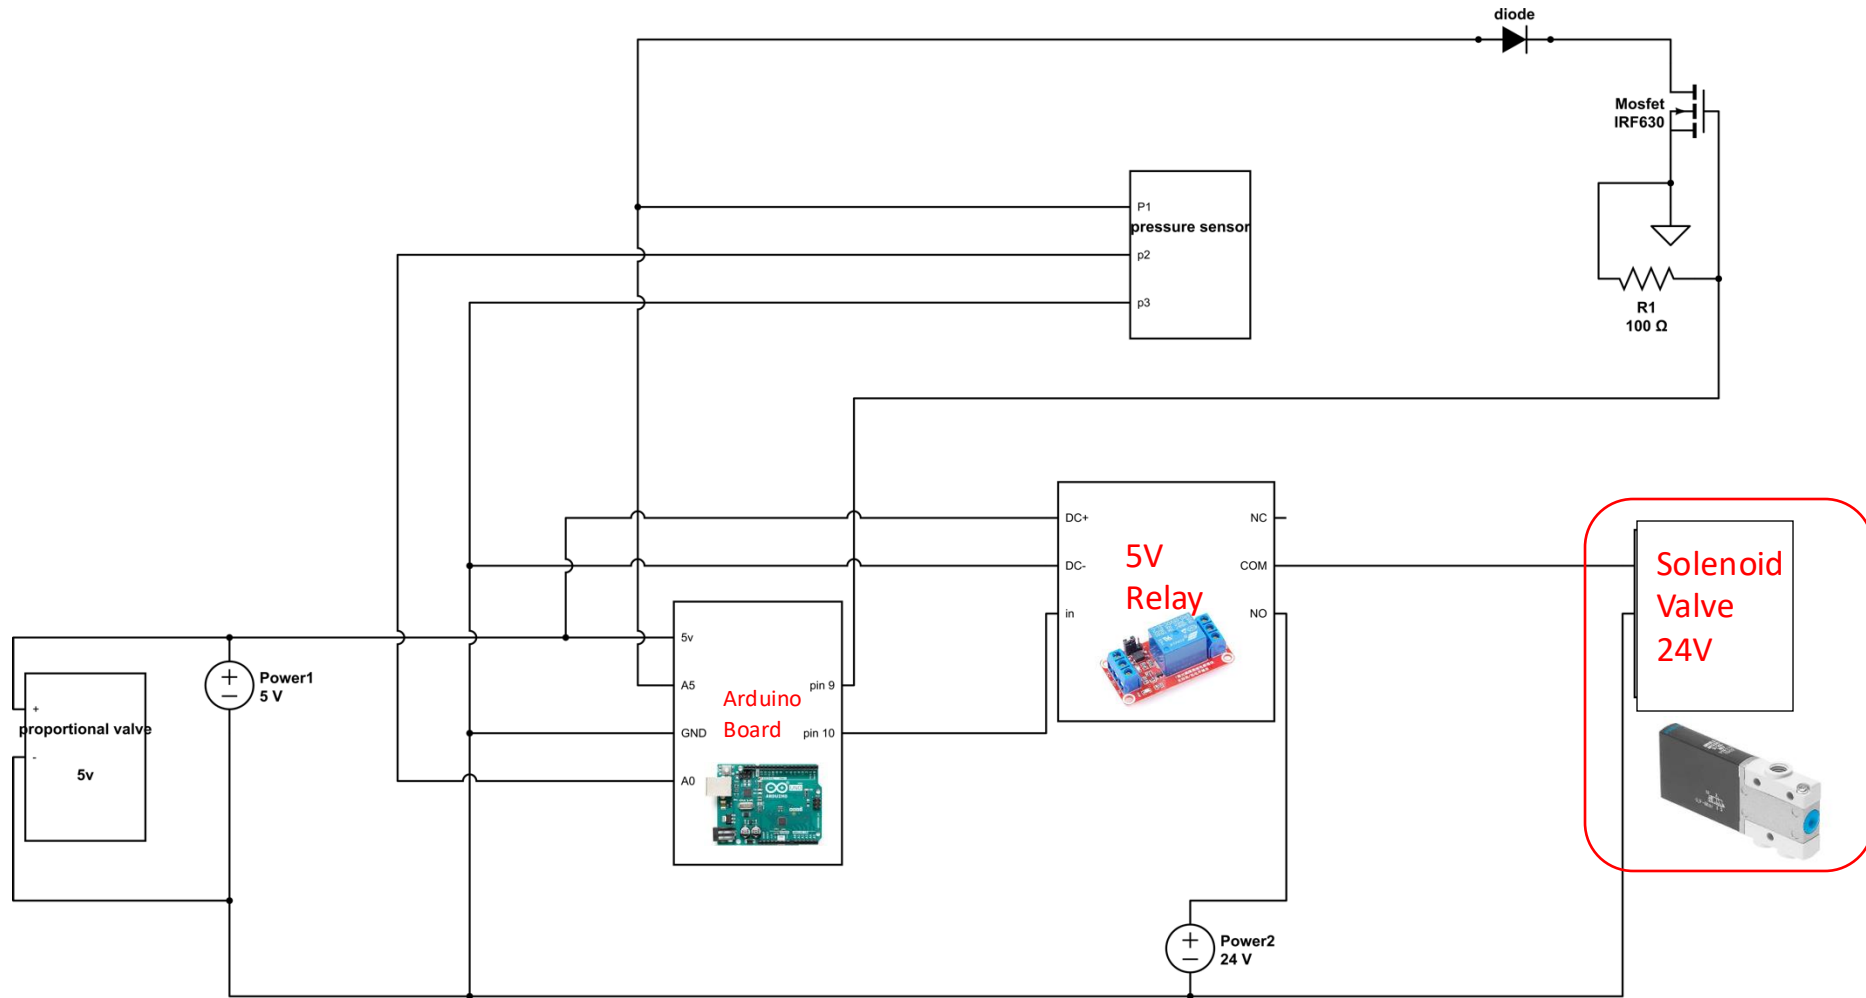 diode
Mosfet
IRF630
P1
pressure sensor
p2
p3
R1
100 Ω
DC+
NC
5V
Relay
DC-
COM
in
NO
Solenoid
Valve
24V
5v
Power1
5 V
A5
pin 9
Arduino
Board
+
proportional valve
-
5v
GND
pin 10
A0
Power2
24 V